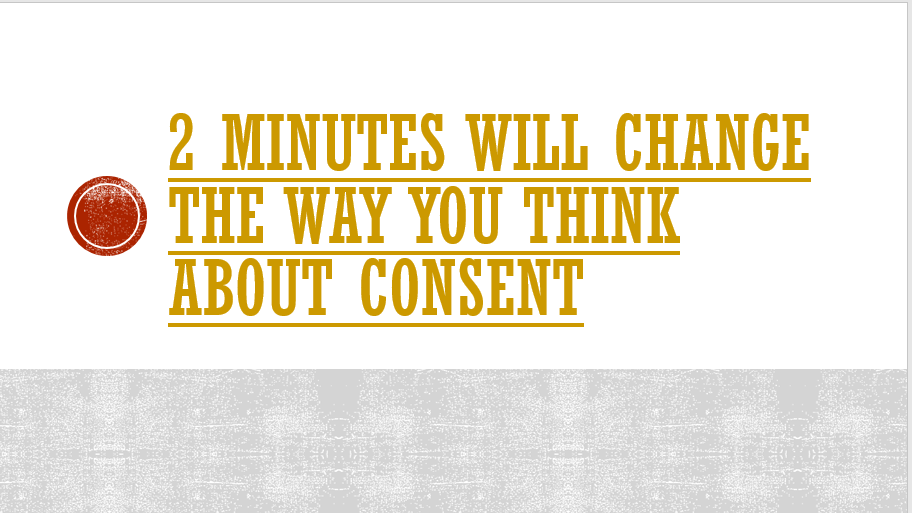 2 MINUTES WILL CHANGE
THE WAY YOU THINK
ABOUT CONSENT